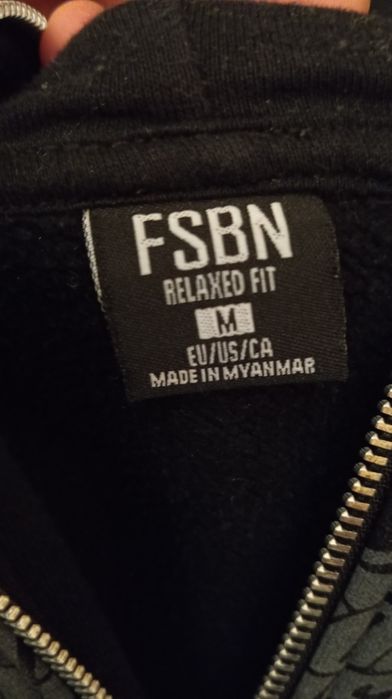 FSBN
RELAXED FIT
M
EU/US/CA
MADE IN MYANMAR